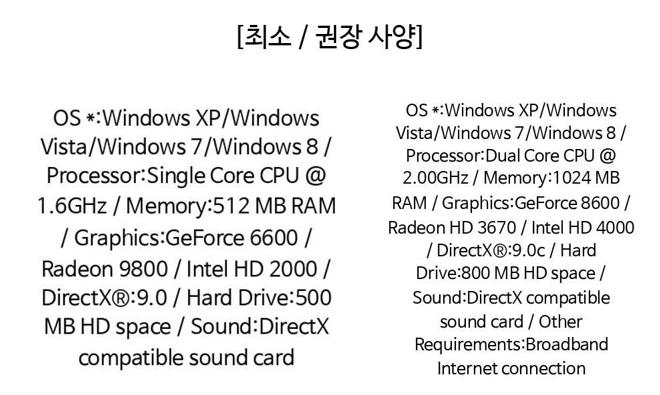 [최소 / 권장 사양]
OS *:Windows XP/Windows
Vista/Windows 7/Windows 8 /
Processor:Single Core CPU @
1.6GHz / Memory:512 MB RAM
/ Graphics:GeForce 6600 /
Radeon 9800 / Intel HD 2000 /
DirectX®:9.0 / Hard Drive:500
MB HD space / Sound:DirectX
compatible sound card
OS *:Windows XP/Windows
Vista/Windows 7/Windows 8 /
Processor:Dual Core CPU @
2.00GHz / Memory:1024 MB
RAM / Graphics:GeForce 8600 /
Radeon HD 3670 / Intel HD 4000
/ DirectX®:9.0c / Hard
Drive:800 MB HD space /
Sound:DirectX compatible
sound card / Other
Requirements:Broadband
Internet connection